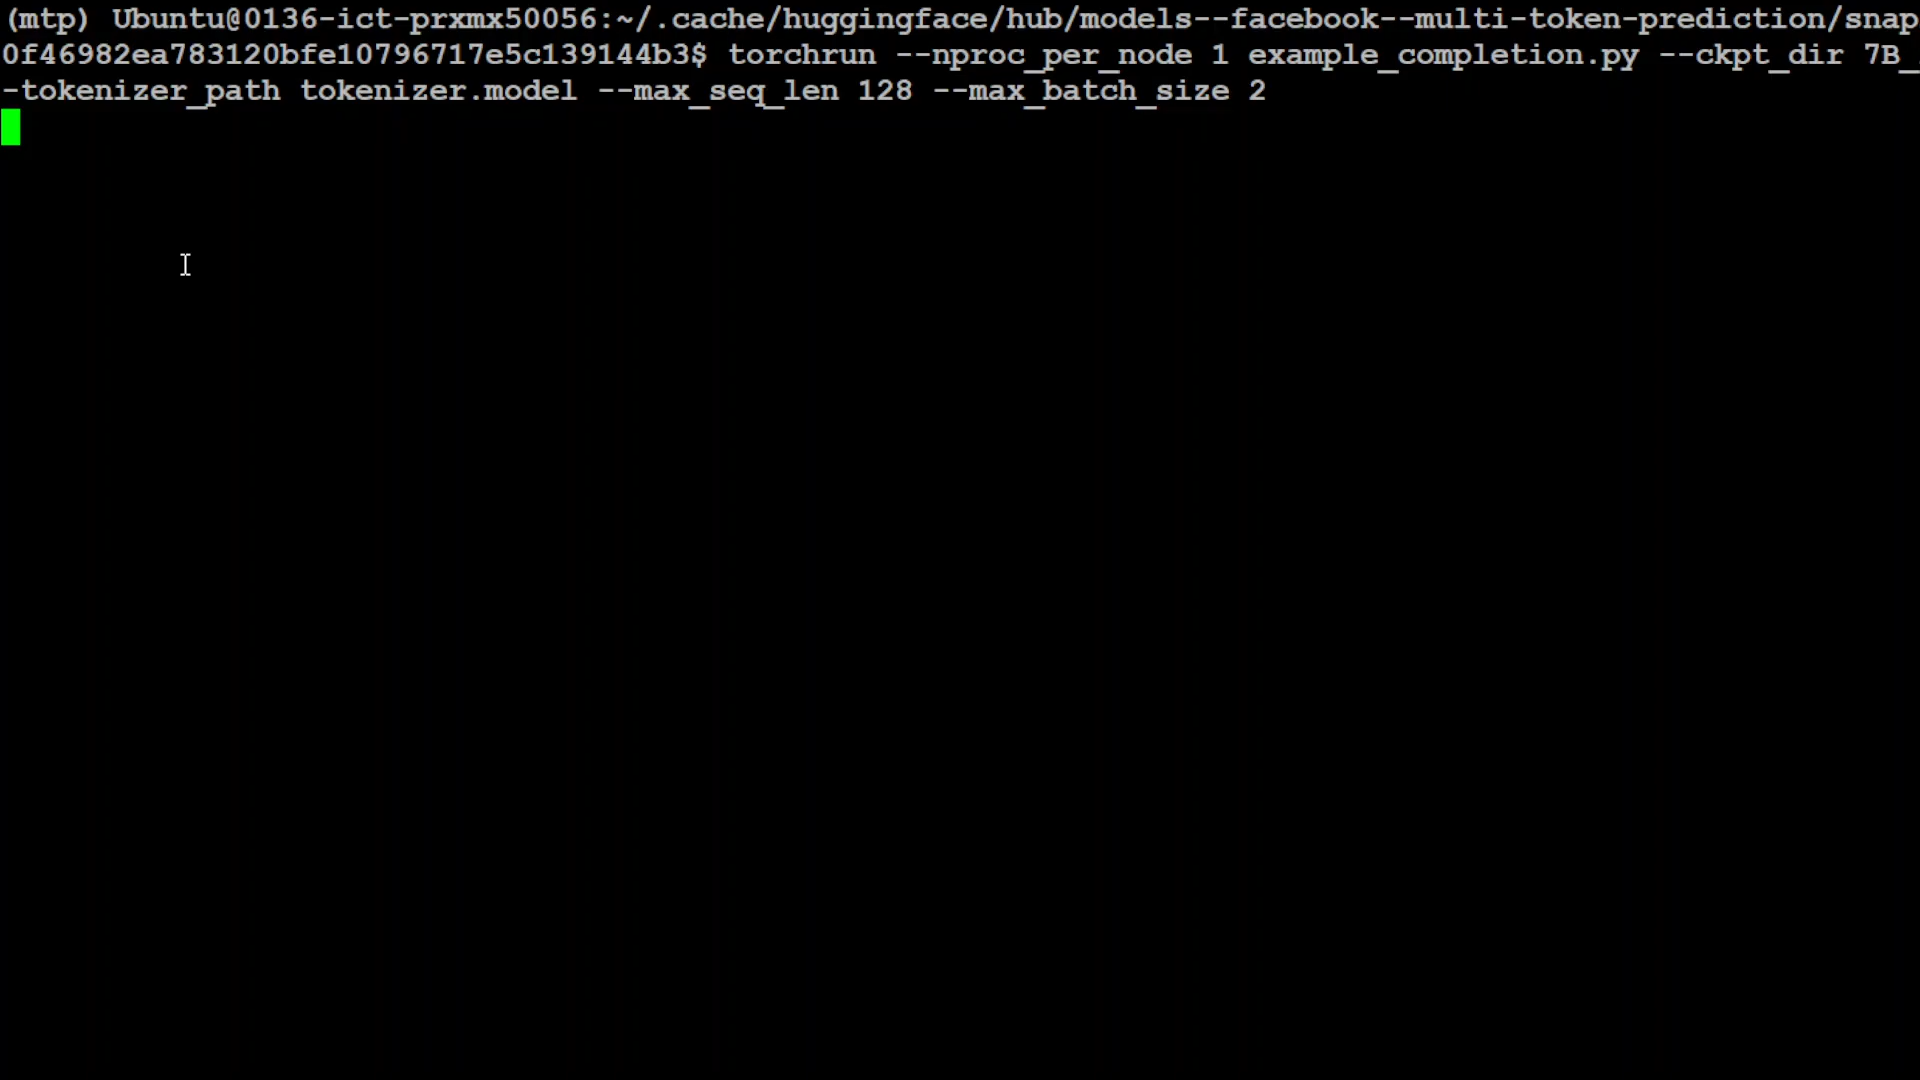 (mtp) Ubuntu@0136-ict-prxmx50056:~/.cache/huggingface/hub/models--facebook--multi-token-prediction/snap
0f46982ea783120bfe10796717e5c139144b3$ torchrun --nproc_per_node 1 example_completion.py --ckpt_dir 7B_
-tokenizer_path tokenizer.model --max_seq_len 128 --max_batch_size 2